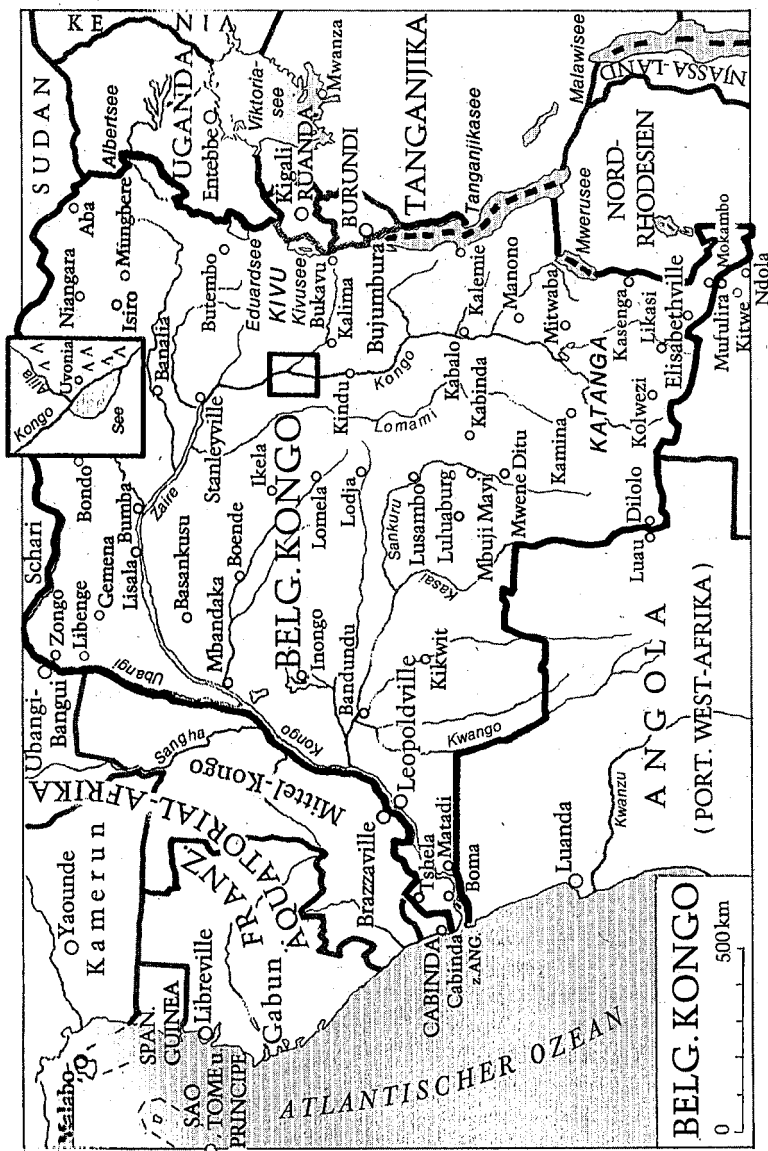 SUDAN
KENIA
Albertsee
UGANDA
Entebbe
Viktoria-
see
Mwanza
Kigali
RUANDA
BURUNDI
TANGANJIKA
Tanganjikasee
Malawisee
NJASSA-LAND
NORD-
RHODESIEN
Mwerusee
Aba
Niangara
Mungbere
Isiro
Butembo
Eduardsee
KIVU
Kivusee
Bukavu
Kalima
Bujumbura
Kalemie
Manono
Mitwaba
Kasenga
Likasi
Elisabethville
Mokambo
Mufulira
Kitwe
Ndola
Kongo
Uvonia
See
Banalia
Stanleyville
Kindu
Kongo
Lomami
Kabalo
Kabinda
KATANGA
Kamina
Kolwezi
Schari
Bondo
Bumba
Zaire
Ikela
Lomela
Lodja
Sankuru
Lusambo
Luluaburg
Mbuji Mayi
Mwene Ditu
Dilolo
Luau
Ubangi-
Bangui
Zongo
Libenge
Gemena
Lisala
Basankusu
Boende
Mbandaka
BELG. KONGO
Inongo
Bandundu
Kikwit
Kasai
Ubangi
Sangha
Kongo
Mittel-Kongo
Leopoldville
Kwango
ANGOLA
(PORT. WEST-AFRIKA)
Kwanzu
Luanda
Yaounde
Kamerun
FRANZ.
ÄQUATORIAL-AFRIKA
Brazzaville
Tshela
Matadi
Boma
CABINDA
Cabinda
z.ANG.
Malabo
SPAN.
GUINEA
Libreville
Gabun
SAO
TOME u.
PRINCIPE
ATLANTISCHER OZEAN
BELG. KONGO
0 500km